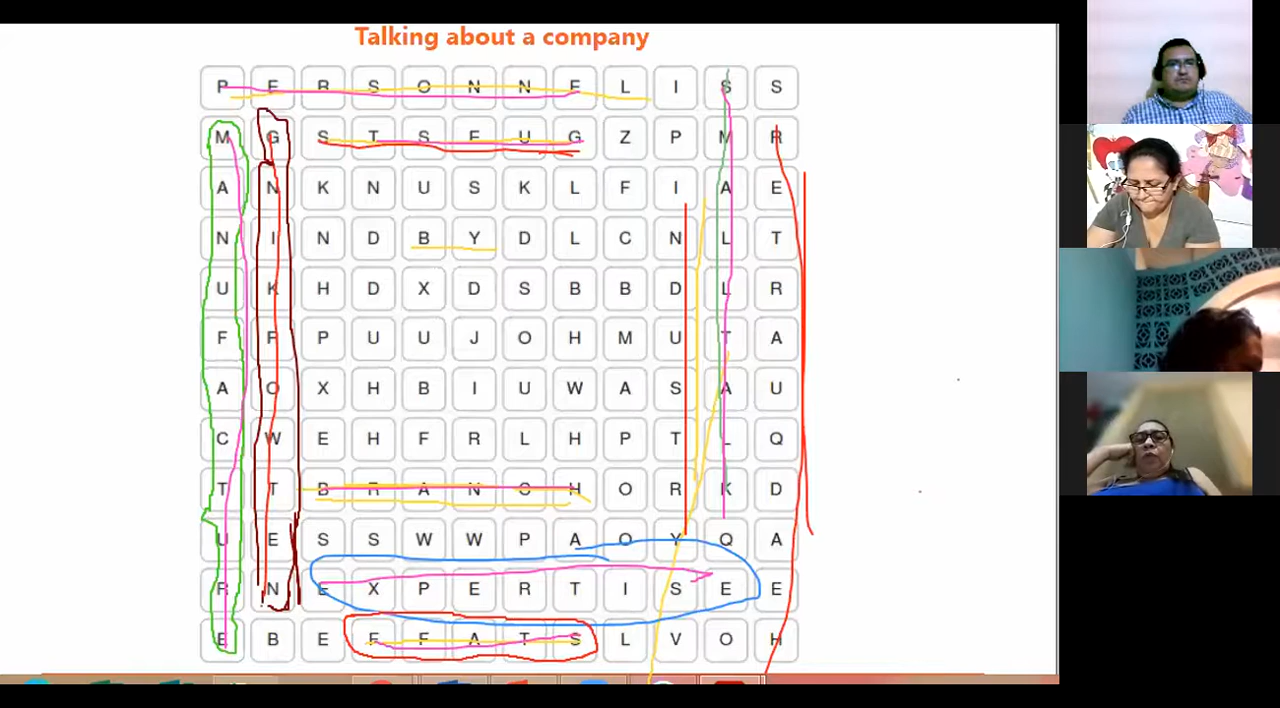 Talking about a company
P E R S O N N E L I S S
M G S T S E U G Z P M R
A N K N U S K L F I A E
N I N D B Y D L C N L T
U K H D X D S B B D L R
F R P U U J O H M U T A
A O X H B I U W A S A U
C W E H F R L H P T L Q
T T B R A N C H O R K D
U E S S W W P A O Y Q A
R N E X P E R T I S E E
E B E F F A T S L V O H